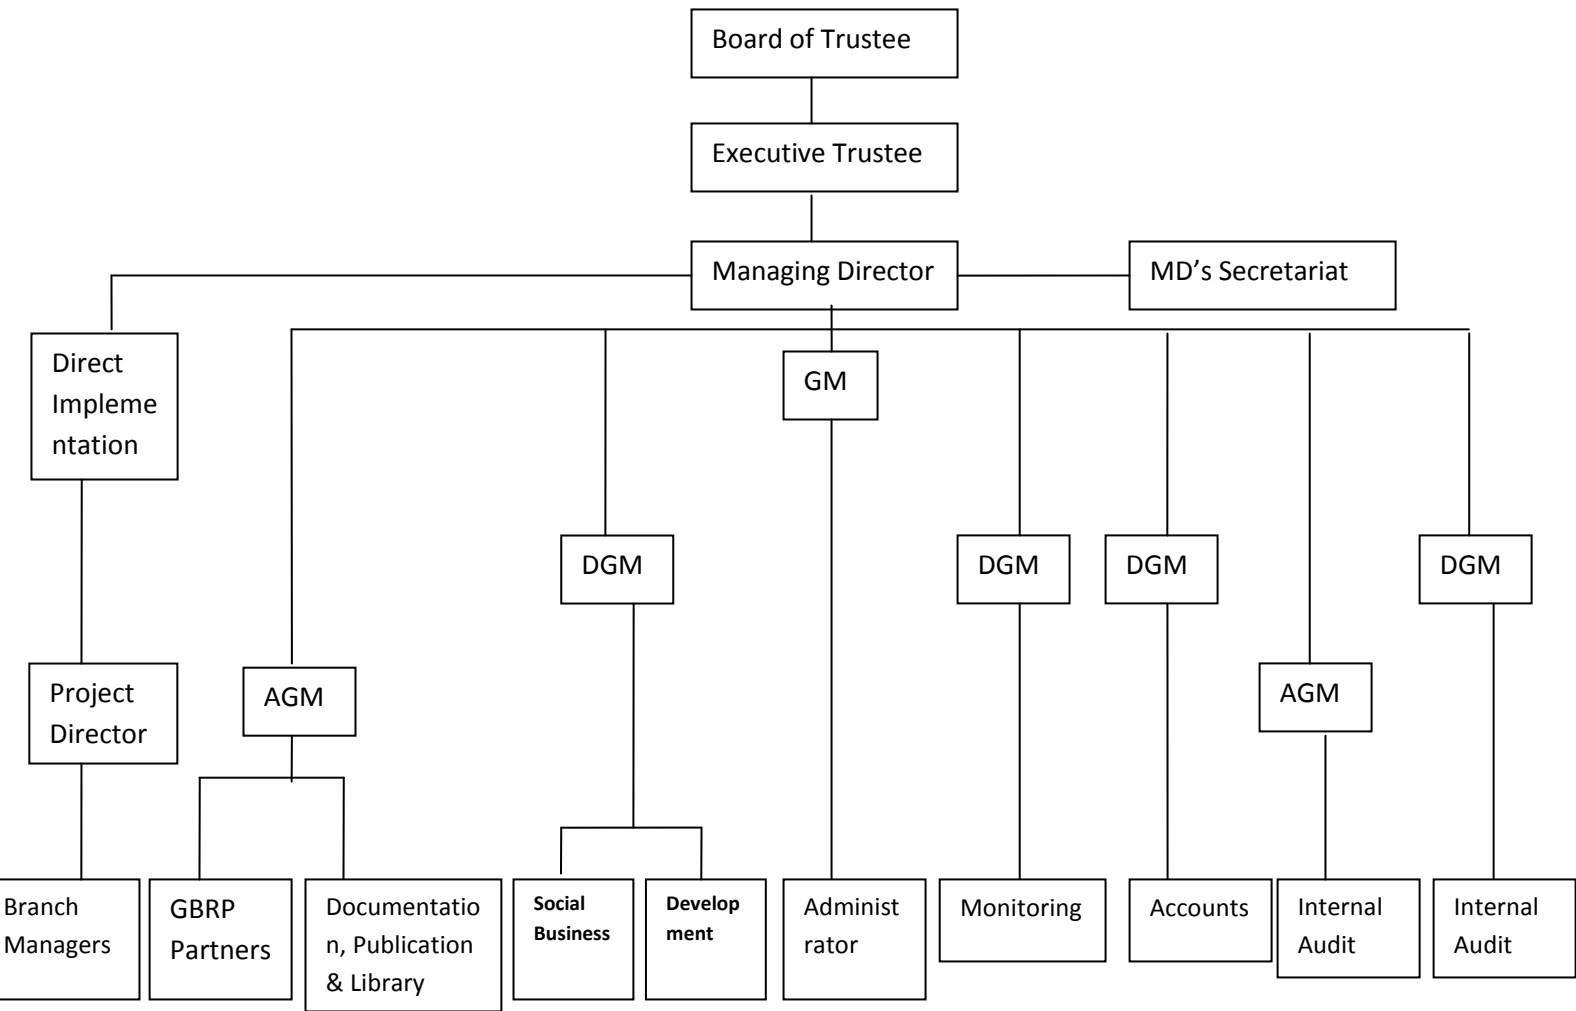 Board of Trustee
Executive Trustee
Managing Director
MD’s Secretariat
Direct
Impleme
ntation
GM
DGM
DGM
DGM
DGM
Project
Director
AGM
AGM
Branch
Managers
GBRP
Partners
Documentatio
n, Publication
& Library
Social
Business
Develop
ment
Administ
rator
Monitoring
Accounts
Internal
Audit
Internal
Audit